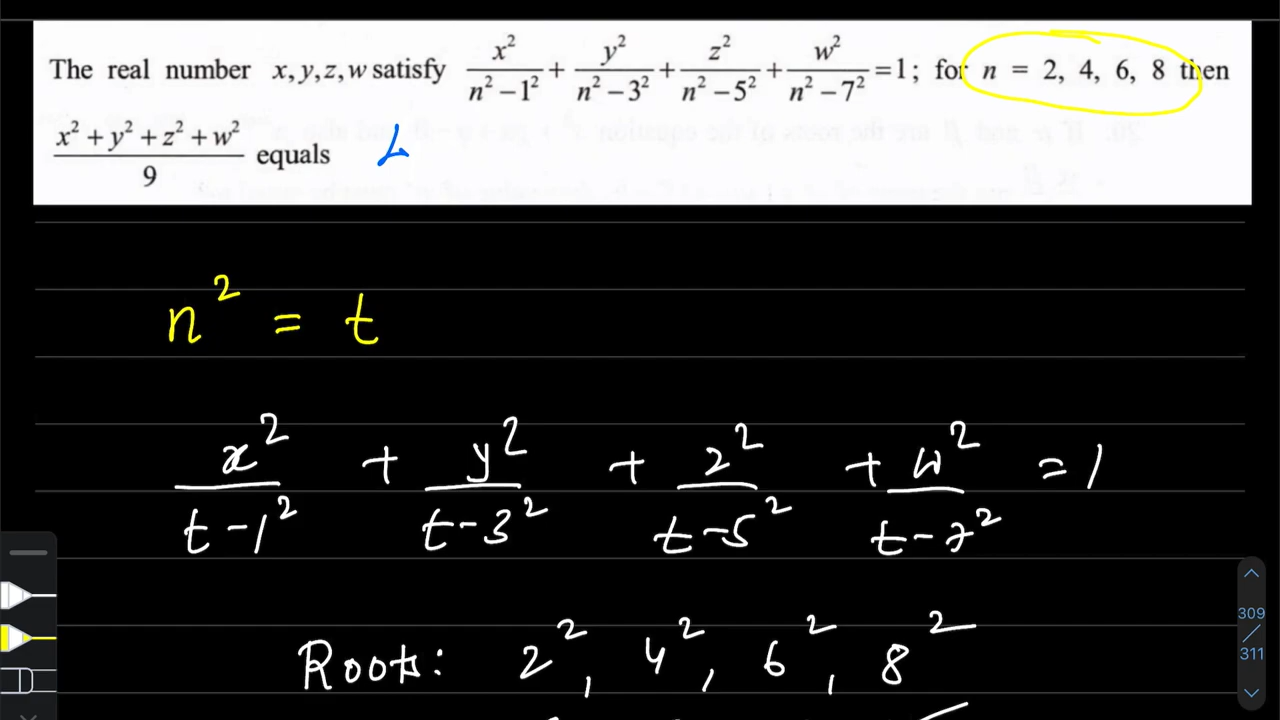 The real number x, y, z, w satisfy x²/(n² – 1²) + y²/(n² – 3²) + z²/(n² – 5²) + w²/(n² – 7²) = 1; for n = 2, 4, 6, 8 then
(x² + y² + z² + w²)/9 equals
n² = t
x²/(t – 1²) + y²/(t – 3²) + z²/(t – 5²) + w²/(t – 7²) = 1
Roots: 2², 4², 6², 8²
309
/
311